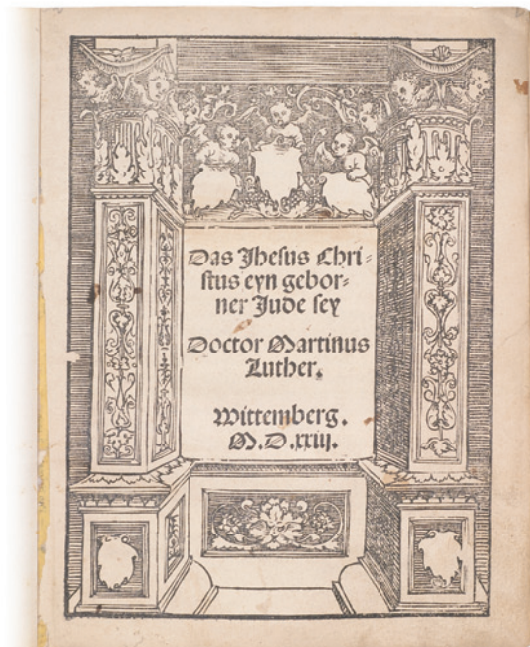 Das Jhesus Chri=
stus eyn gebor=
ner Jude sey
Doctor Martinus
Luther.
Wittemberg.
M.D.xxiij.